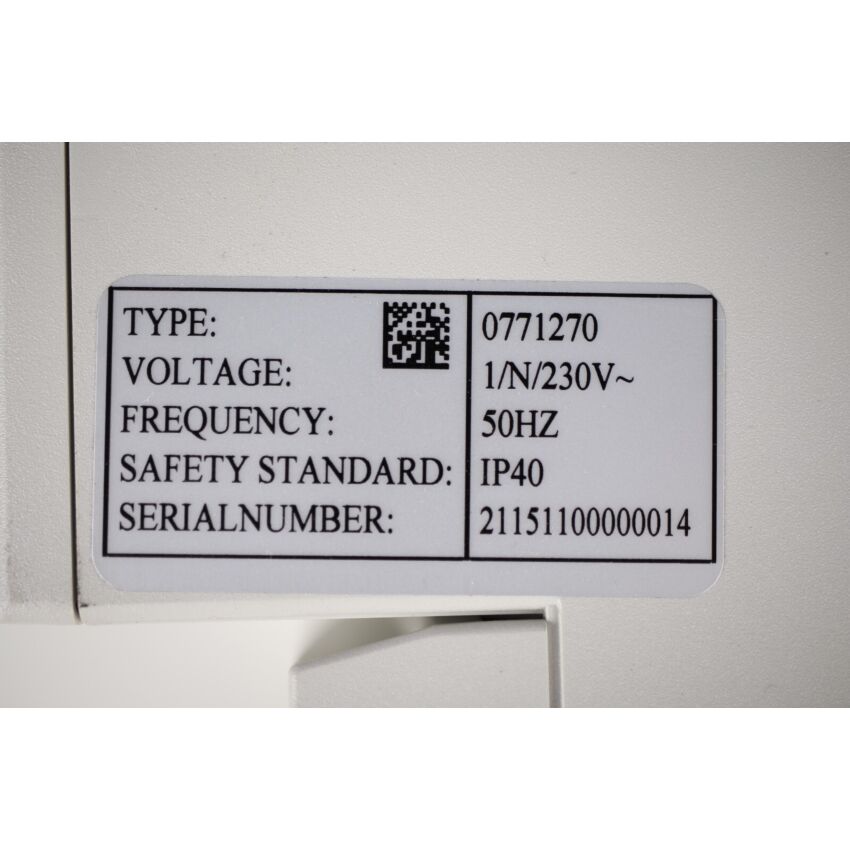 TYPE: 0771270
VOLTAGE: 1/N/230V~
FREQUENCY: 50HZ
SAFETY STANDARD: IP40
SERIALNUMBER: 21151100000014